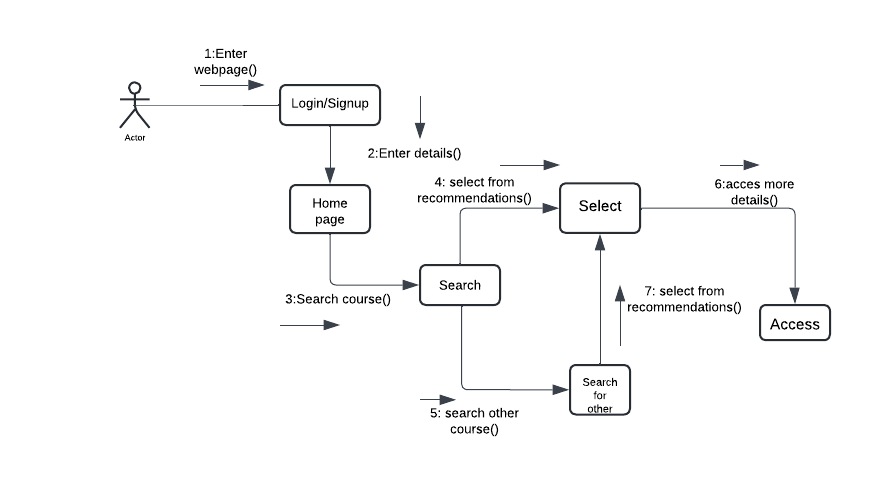 1:Enter
webpage()
Login/Signup
Actor
2:Enter details()
4: select from
recommendations()
6:acces more
details()
Home
page
Select
Search
3:Search course()
7: select from
recommendations()
Access
Search
for
other
5: search other
course()